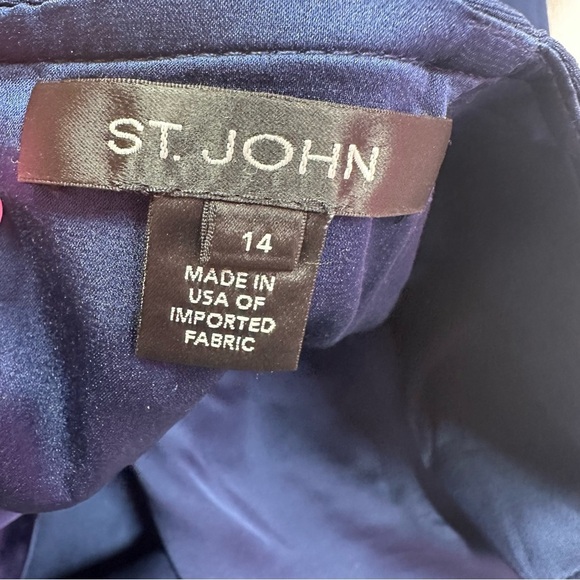 ST. JOHN
14
MADE IN
USA OF
IMPORTED
FABRIC